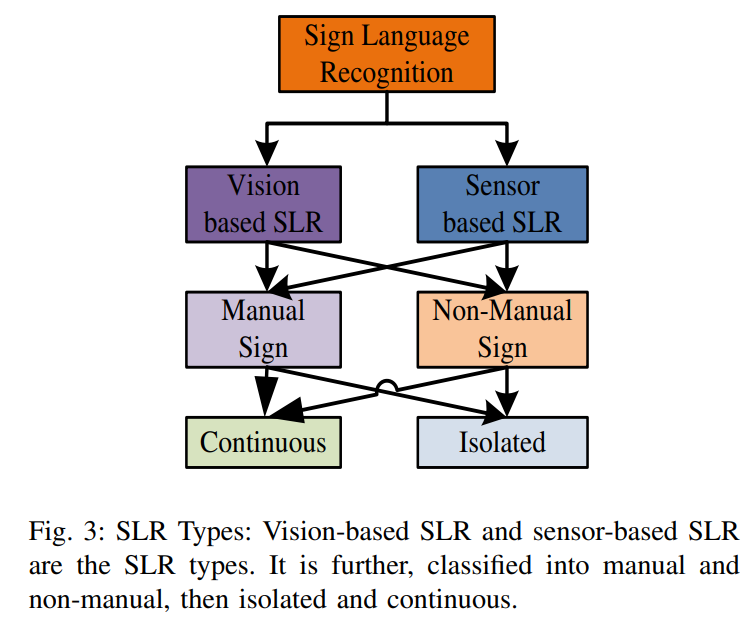 Sign Language
Recognition
Vision
based SLR
Sensor
based SLR
Manual
Sign
Non-Manual
Sign
Continuous
Isolated
Fig. 3: SLR Types: Vision-based SLR and sensor-based SLR
are the SLR types. It is further, classified into manual and
non-manual, then isolated and continuous.